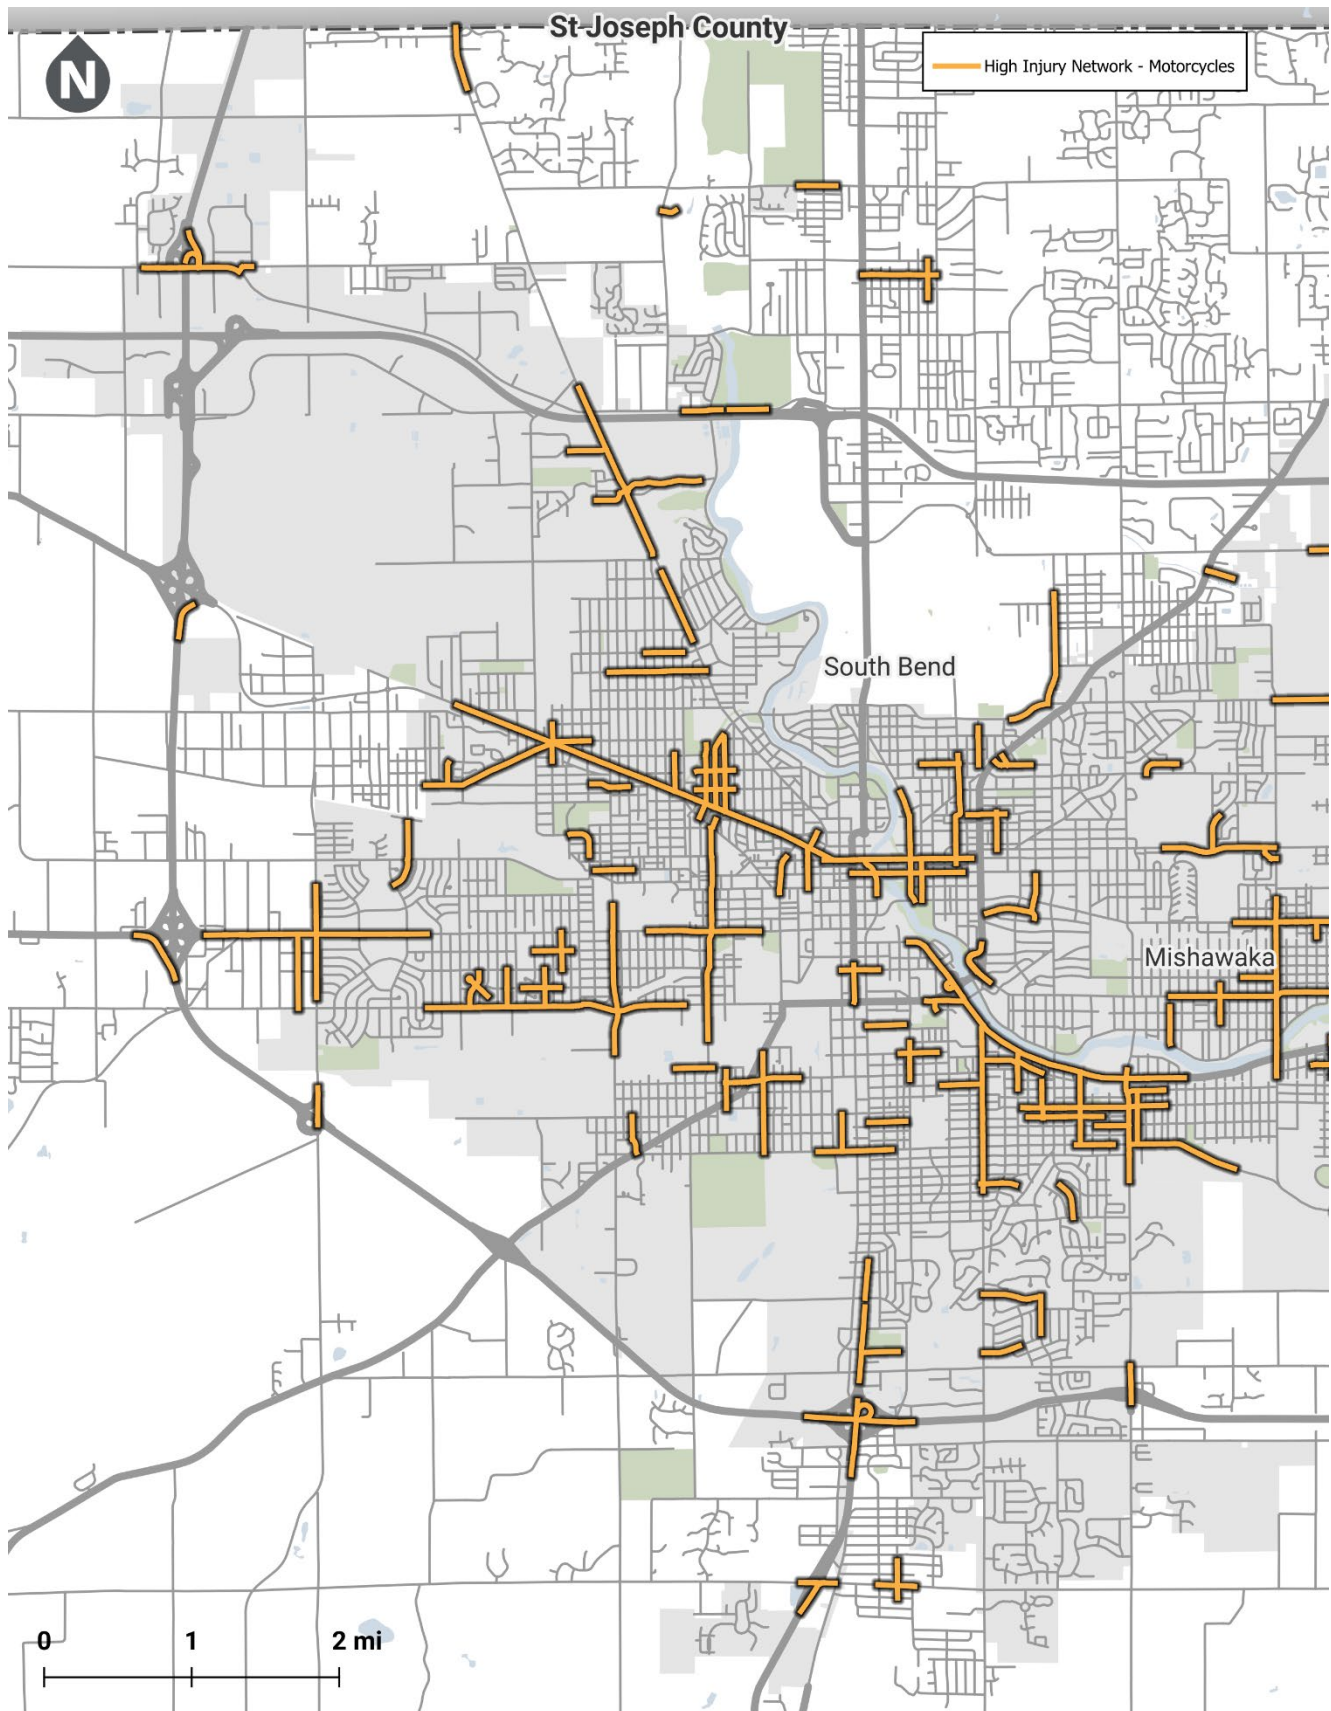 St Joseph County
N
High Injury Network - Motorcycles
South Bend
Mishawaka
0 1 2 mi